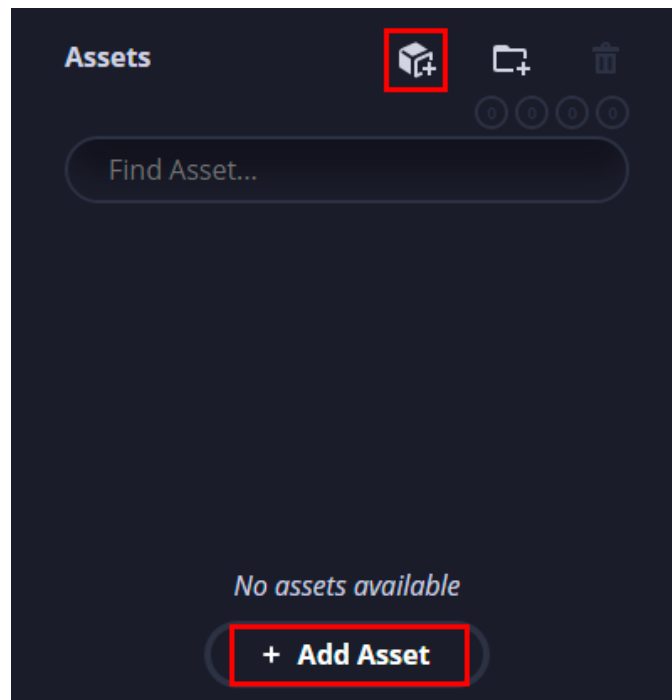 Assets
0 0 0 0
Find Asset...
No assets available
+ Add Asset